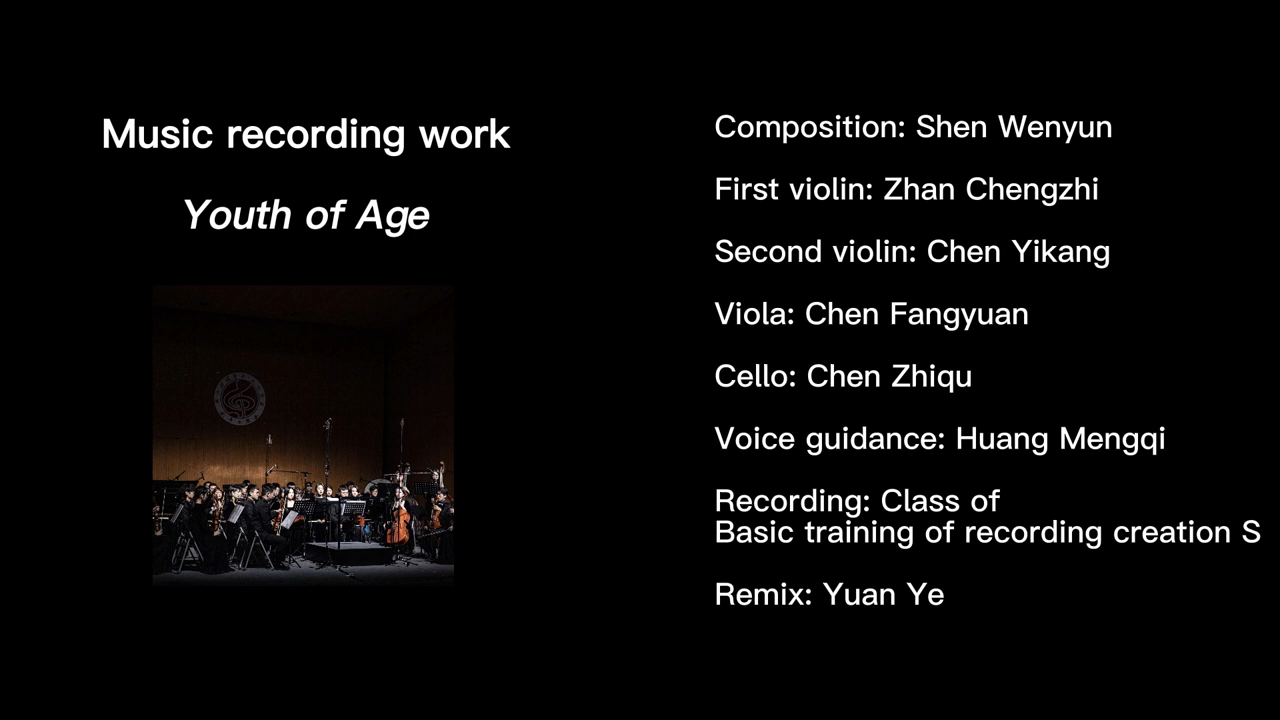 Music recording work
Youth of Age
Composition: Shen Wenyun
First violin: Zhan Chengzhi
Second violin: Chen Yikang
Viola: Chen Fangyuan
Cello: Chen Zhiqu
Voice guidance: Huang Mengqi
Recording: Class of
Basic training of recording creation S
Remix: Yuan Ye